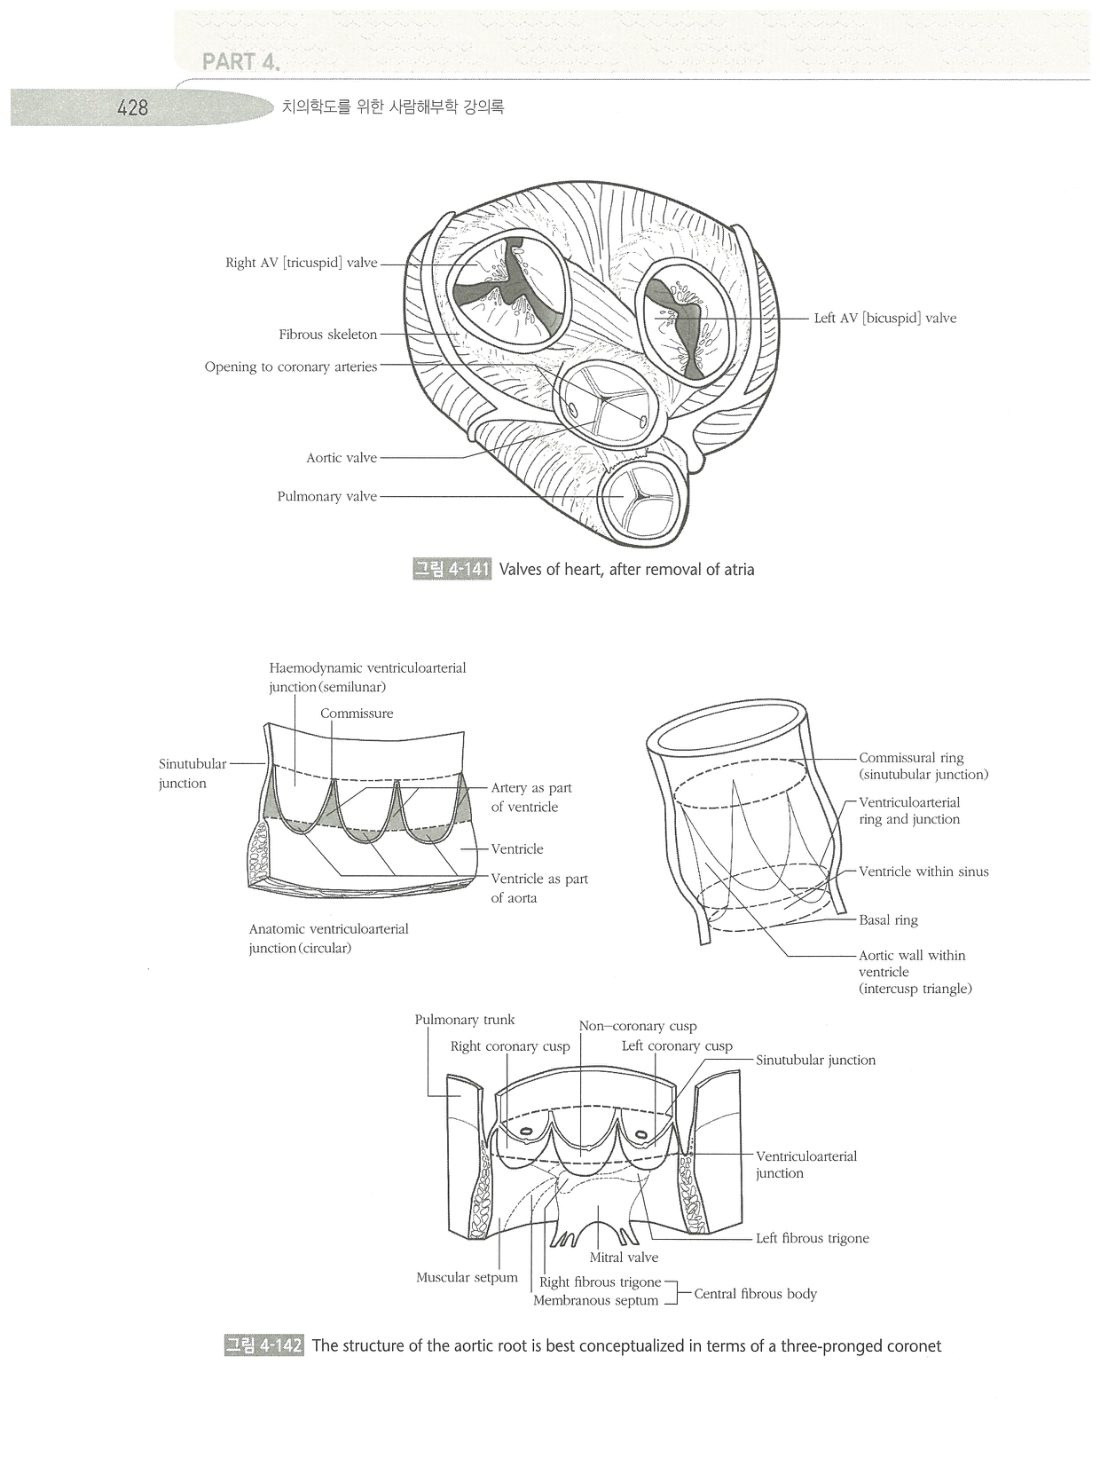 PART 4.
428
치의학도를 위한 사람해부학 강의록
Right AV [tricuspid] valve
Left AV [bicuspid] valve
Fibrous skeleton
Opening to coronary arteries
Aortic valve
Pulmonary valve
그림 4-141 Valves of heart, after removal of atria
Haemodynamic ventriculoarterial
junction (semilunar)
Commissure
Sinutubular
junction
Artery as part
of ventricle
Ventricle
Ventricle as part
of aorta
Anatomic ventriculoarterial
junction (circular)
Commissural ring
(sinutubular junction)
Ventriculoarterial
ring and junction
Ventricle within sinus
Basal ring
Aortic wall within
ventricle
(intercusp triangle)
Pulmonary trunk
Non-coronary cusp
Right coronary cusp
Left coronary cusp
Sinutubular junction
Ventriculoarterial
junction
Left fibrous trigone
Mitral valve
Muscular setpum
Right fibrous trigone
Membranous septum
Central fibrous body
그림 4-142 The structure of the aortic root is best conceptualized in terms of a three-pronged coronet